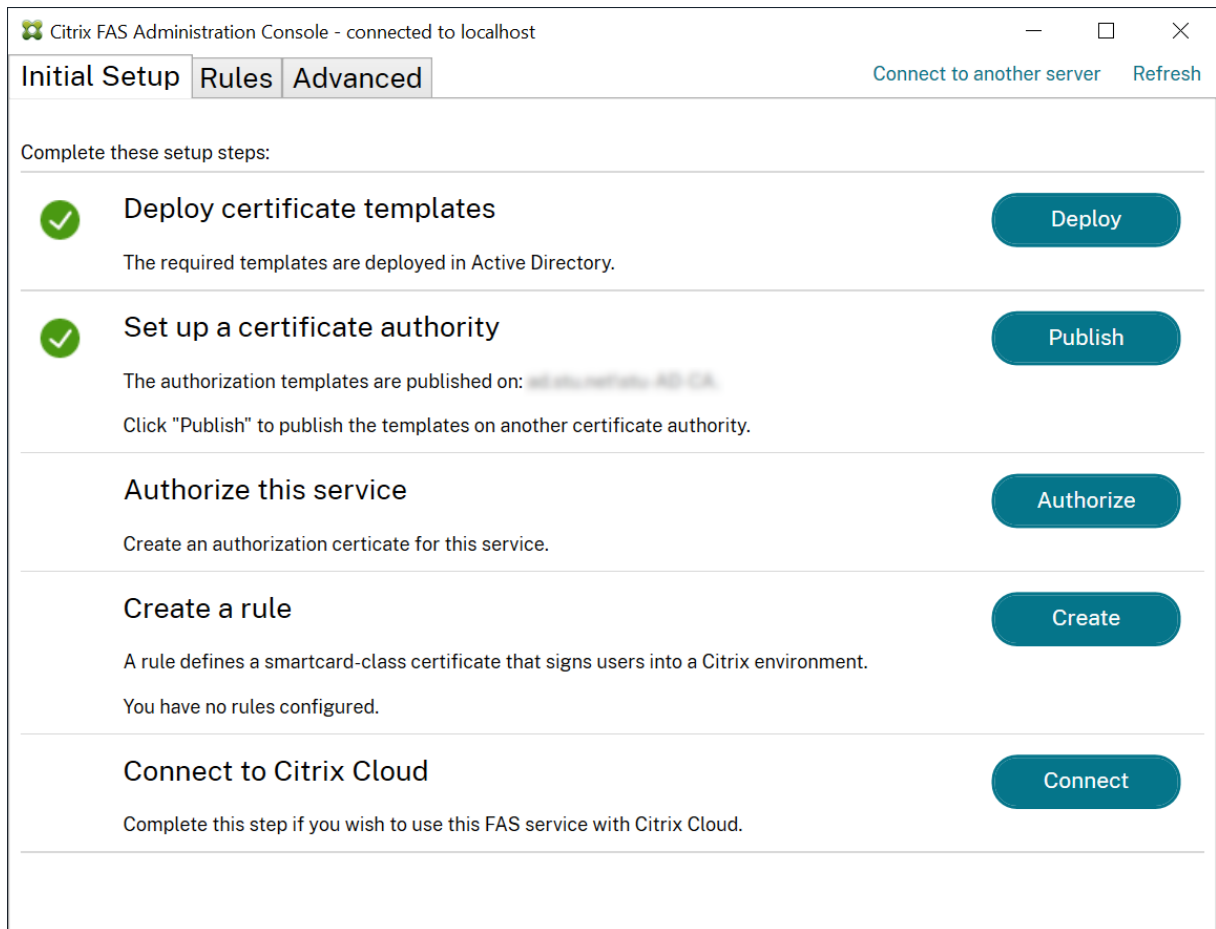 Citrix FAS Administration Console - connected to localhost
Initial Setup Rules Advanced Connect to another server Refresh
Complete these setup steps:
Deploy certificate templates
Deploy
The required templates are deployed in Active Directory.
Set up a certificate authority
Publish
The authorization templates are published on:
Click "Publish" to publish the templates on another certificate authority.
Authorize this service
Authorize
Create an authorization certicate for this service.
Create a rule
Create
A rule defines a smartcard-class certificate that signs users into a Citrix environment.
You have no rules configured.
Connect to Citrix Cloud
Connect
Complete this step if you wish to use this FAS service with Citrix Cloud.